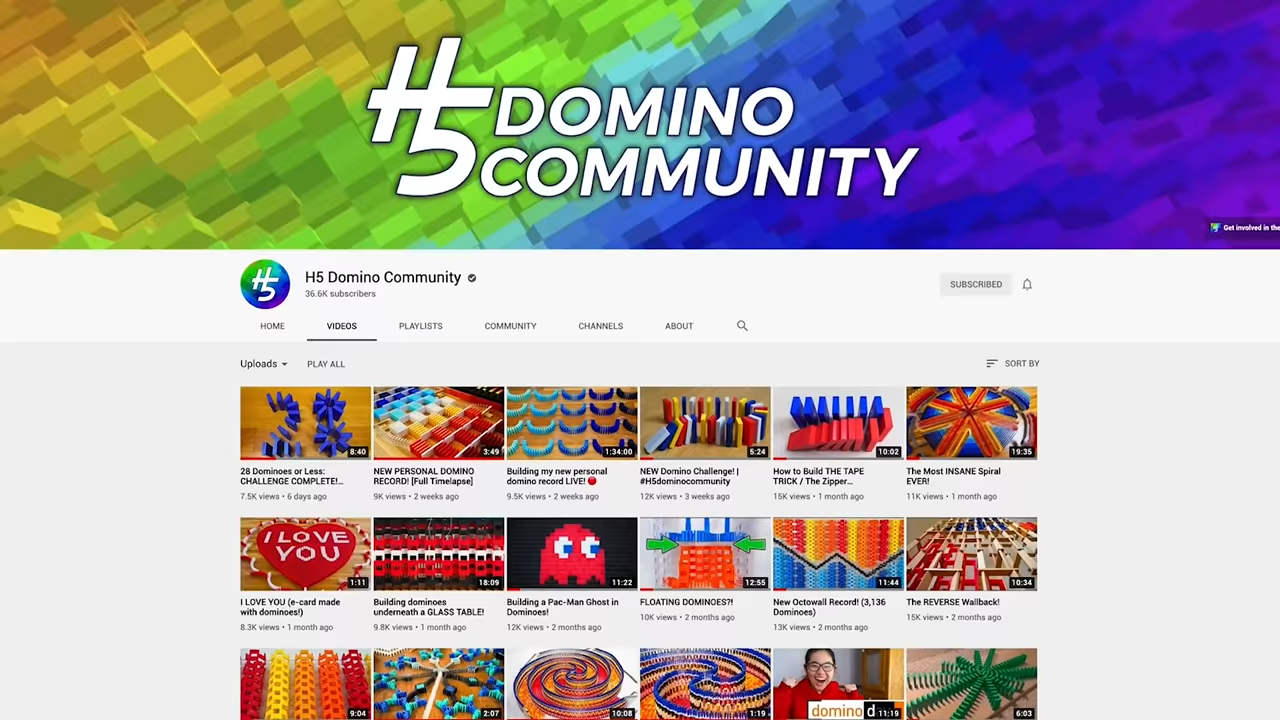 H5 DOMINO
COMMUNITY
Get involved in the
H5
H5 Domino Community
36.6K subscribers
SUBSCRIBED
HOME
VIDEOS
PLAYLISTS
COMMUNITY
CHANNELS
ABOUT
Uploads
PLAY ALL
SORT BY
8:40
3:49
1:34:00
5:24
10:02
19:35
28 Dominoes or Less:
CHALLENGE COMPLETE!...
7.5K views • 6 days ago
NEW PERSONAL DOMINO
RECORD! [Full Timelapse]
9K views • 2 weeks ago
Building my new personal
domino record LIVE! 🔴
9.5K views • 2 weeks ago
NEW Domino Challenge! |
#H5dominocommunity
12K views • 3 weeks ago
How to Build THE TAPE
TRICK / The Zipper...
15K views • 1 month ago
The Most INSANE Spiral
EVER!
11K views • 1 month ago
I LOVE
YOU
1:11
18:09
11:22
12:55
11:44
10:34
I LOVE YOU (e-card made
with dominoes!)
8.3K views • 1 month ago
Building dominoes
underneath a GLASS TABLE!
9.8K views • 1 month ago
Building a Pac-Man Ghost in
Dominoes!
12K views • 2 months ago
FLOATING DOMINOES?!
10K views • 2 months ago
New Octowall Record! (3,136
Dominoes)
13K views • 2 months ago
The REVERSE Wallback!
15K views • 2 months ago
9:04
2:07
10:08
1:19
domino d
11:19
6:03